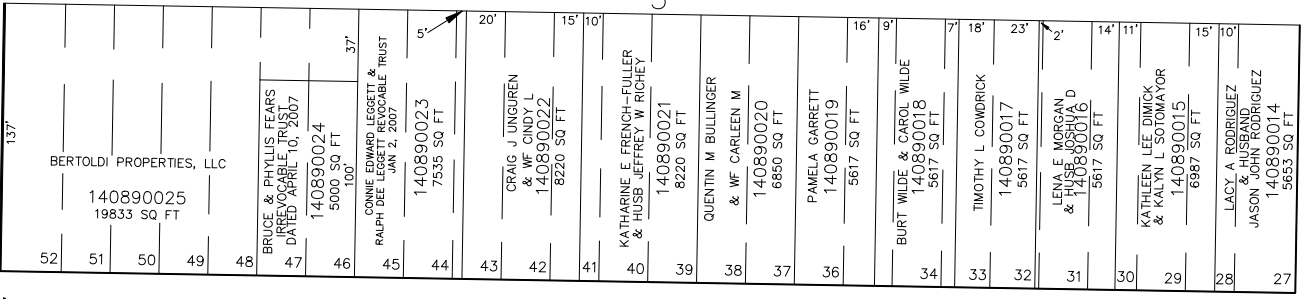 137'
BERTOLDI PROPERTIES, LLC
140890025
19833 SQ FT
52
51
50
49
48
BRUCE & PHYLLIS FEARS
IRREVOCABLE TRUST
DATED APRIL 10, 2007
140890024
5000 SQ FT
100'
37'
47
46
CONNIE EDWARD LEGGETT &
RALPH DEE LEGGETT REVOCABLE TRUST
JAN 2, 2007
140890023
7535 SQ FT
5'
45
44
20'
15'
CRAIG J UNGUREN
& WF CINDY L
140890022
8220 SQ FT
43
42
10'
KATHARINE E FRENCH-FULLER
& HUSB JEFFREY W RICHEY
140890021
8220 SQ FT
41
40
39
QUENTIN M BULLINGER
& WF CARLEEN M
140890020
6850 SQ FT
38
37
16'
PAMELA GARRETT
140890019
5617 SQ FT
36
9'
7'
BURT WILDE & CAROL WILDE
140890018
5617 SQ FT
34
18'
23'
TIMOTHY L COWDRICK
140890017
5617 SQ FT
33
32
2'
14'
LENA E MORGAN
& HUSB JOSHUA D
140890016
5617 SQ FT
31
11'
15'
KATHLEEN LEE DIMICK
& KALYN L SOTOMAYOR
140890015
6987 SQ FT
30
29
10'
LACY A RODRIGUEZ
& HUSBAND
JASON JOHN RODRIGUEZ
140890014
5653 SQ FT
28
27